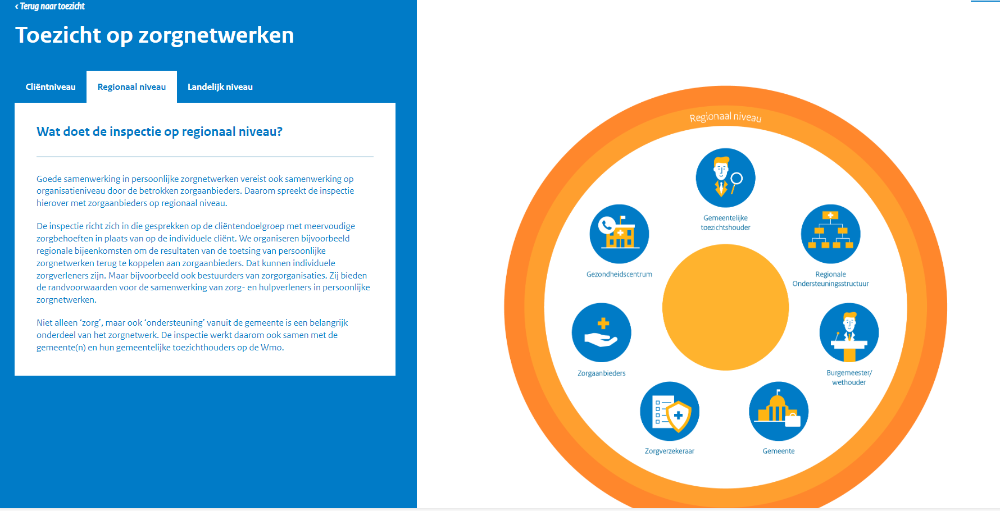 ‹ Terug naar toezicht
Toezicht op zorgnetwerken
Cliëntniveau
Regionaal niveau
Landelijk niveau
Wat doet de inspectie op regionaal niveau?
Goede samenwerking in persoonlijke zorgnetwerken vereist ook samenwerking op
organisatieniveau door de betrokken zorgaanbieders. Daarom spreekt de inspectie
hierover met zorgaanbieders op regionaal niveau.
De inspectie richt zich in die gesprekken op de cliëntendoelgroep met meervoudige
zorgbehoeften in plaats van op de individuele cliënt. We organiseren bijvoorbeeld
regionale bijeenkomsten om de resultaten van de toetsing van persoonlijke
zorgnetwerken terug te koppelen aan zorgaanbieders. Dat kunnen individuele
zorgverleners zijn. Maar bijvoorbeeld ook bestuurders van zorgorganisaties. Zij bieden
de randvoorwaarden voor de samenwerking van zorg- en hulpverleners in persoonlijke
zorgnetwerken.
Niet alleen ‘zorg’, maar ook ‘ondersteuning’ vanuit de gemeente is een belangrijk
onderdeel van het zorgnetwerk. De inspectie werkt daarom ook samen met de
gemeente(n) en hun gemeentelijke toezichthouders op de Wmo.
Regionaal niveau
Gemeentelijke
toezichtshouder
Gezondheidscentrum
Regionale
Ondersteuningsstructuur
Zorgaanbieders
Burgemeester/
wethouder
Zorgverzekeraar
Gemeente